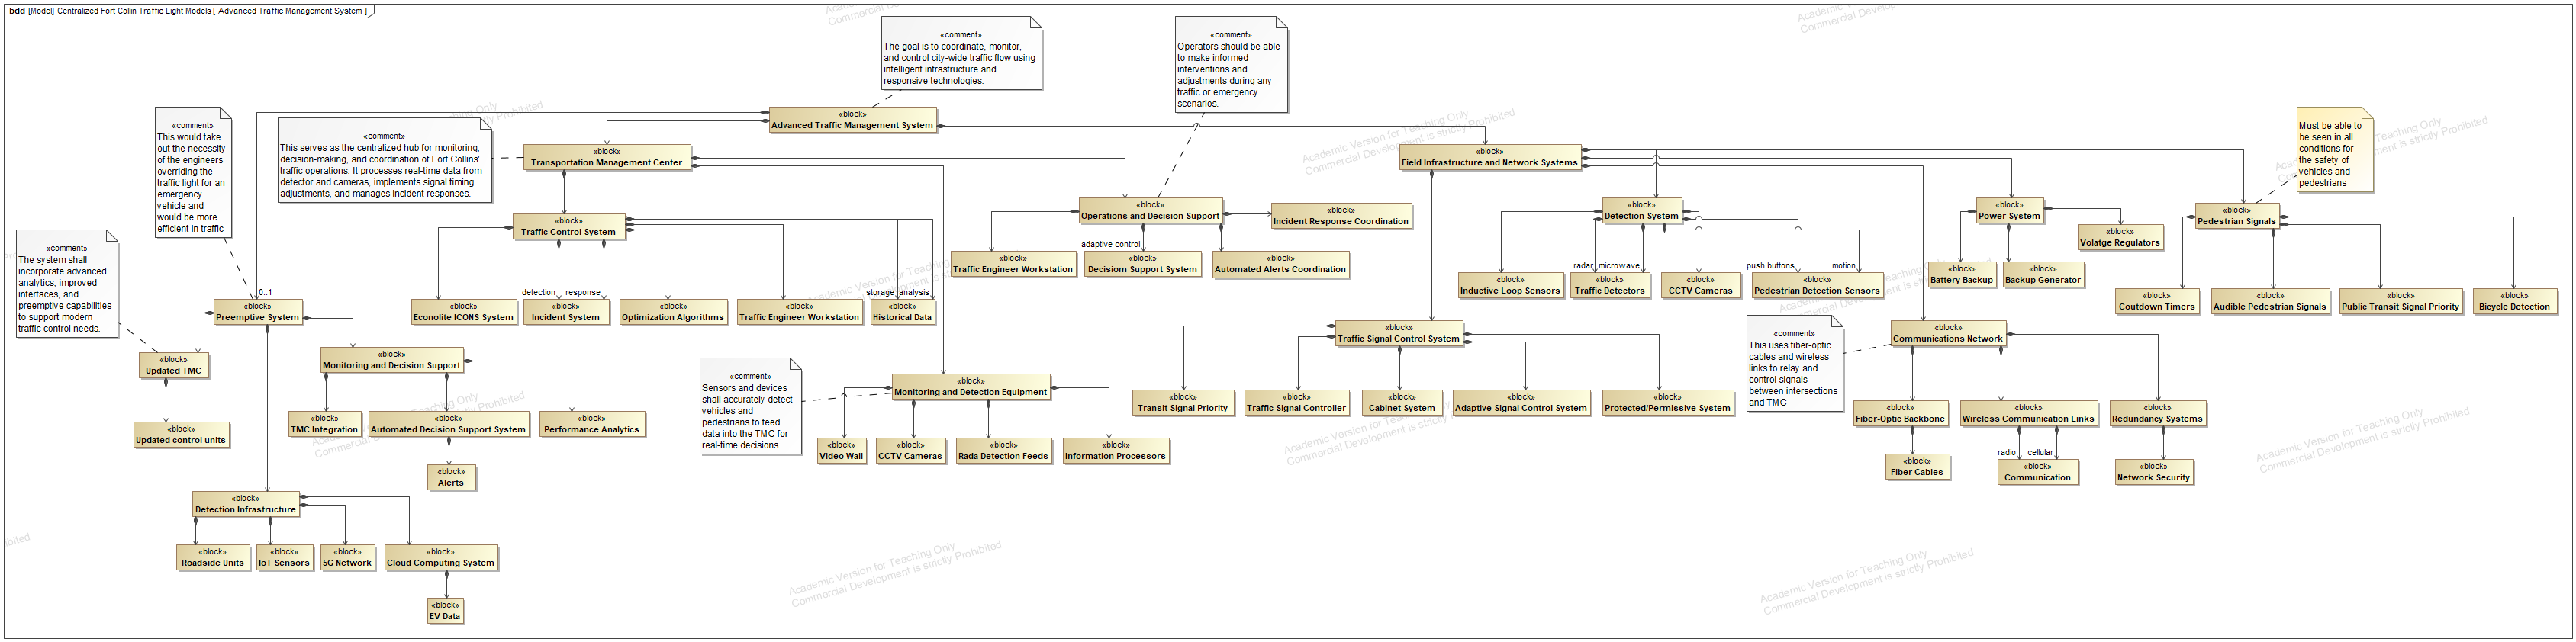 bdd [Model] Centralized Fort Collin Traffic Light Models [ Advanced Traffic Management System ]
«comment»
The goal is to coordinate, monitor,
and control city-wide traffic flow using
intelligent infrastructure and
responsive technologies.
«comment»
Operators should be able
to make informed
interventions and
adjustments during any
traffic or emergency
scenarios.
«comment»
This would take
out the necessity
of the engineers
overriding the
traffic light for an
emergency
vehicle and
would be more
efficient in traffic
«comment»
This serves as the centralized hub for monitoring,
decision-making, and coordination of Fort Collins'
traffic operations. It processes real-time data from
detector and cameras, implements signal timing
adjustments, and manages incident responses.
«block»
Advanced Traffic Management System
Must be able to
be seen in all
conditions for
the safety of
vehicles and
pedestrians
«block»
Transportation Management Center
«block»
Field Infrastructure and Network Systems
«comment»
The system shall
incorporate advanced
analytics, improved
interfaces, and
preemptive capabilities
to support modern
traffic control needs.
«block»
Traffic Control System
«block»
Operations and Decision Support
«block»
Incident Response Coordination
«block»
Detection System
«block»
Power System
«block»
Pedestrian Signals
«block»
Volatge Regulators
adaptive control
«block»
Traffic Engineer Workstation
«block»
Decisiom Support System
«block»
Automated Alerts Coordination
radar
microwave
push buttons
motion
«block»
Inductive Loop Sensors
«block»
Traffic Detectors
«block»
CCTV Cameras
«block»
Pedestrian Detection Sensors
«block»
Battery Backup
«block»
Backup Generator
«block»
Coutdown Timers
«block»
Audible Pedestrian Signals
«block»
Public Transit Signal Priority
«block»
Bicycle Detection
0..1
«block»
Preemptive System
detection
response
storage
analysis
«block»
Econolite ICONS System
«block»
Incident System
«block»
Optimization Algorithms
«block»
Traffic Engineer Workstation
«block»
Historical Data
«block»
Updated TMC
«block»
Updated control units
«block»
Monitoring and Decision Support
«block»
TMC Integration
«block»
Automated Decision Support System
«block»
Performance Analytics
«block»
Alerts
«comment»
Sensors and devices
shall accurately detect
vehicles and
pedestrians to feed
data into the TMC for
real-time decisions.
«block»
Monitoring and Detection Equipment
«block»
Video Wall
«block»
CCTV Cameras
«block»
Rada Detection Feeds
«block»
Information Processors
«block»
Traffic Signal Control System
«block»
Transit Signal Priority
«block»
Traffic Signal Controller
«block»
Cabinet System
«block»
Adaptive Signal Control System
«block»
Protected/Permissive System
«comment»
This uses fiber-optic
cables and wireless
links to relay and
control signals
between intersections
and TMC
«block»
Communications Network
«block»
Fiber-Optic Backbone
«block»
Wireless Communication Links
«block»
Redundancy Systems
radio
cellular
«block»
Fiber Cables
«block»
Communication
«block»
Network Security
«block»
Detection Infrastructure
«block»
Roadside Units
«block»
IoT Sensors
«block»
5G Network
«block»
Cloud Computing System
«block»
EV Data
Academic Version for Teaching Only
Commercial Development is strictly Prohibited